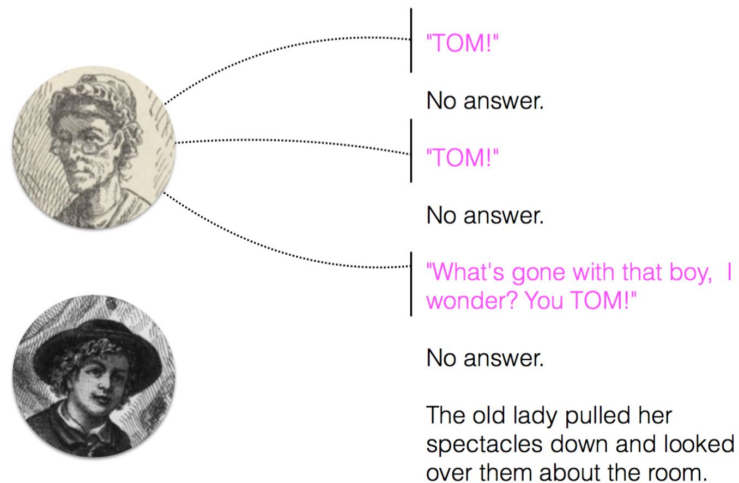 "TOM!"
No answer.
"TOM!"
No answer.
"What's gone with that boy, I
wonder? You TOM!"
No answer.
The old lady pulled her
spectacles down and looked
over them about the room.